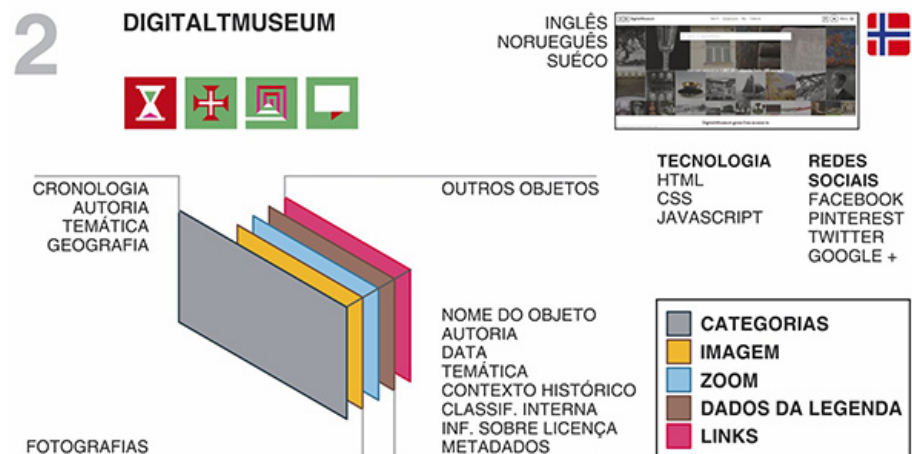 2
DIGITALTMUSEUM
INGLÊS
NORUEGUÊS
SUÉCO
CRONOLOGIA
AUTORIA
TEMÁTICA
GEOGRAFIA
OUTROS OBJETOS
TECNOLOGIA
HTML
CSS
JAVASCRIPT
REDES
SOCIAIS
FACEBOOK
PINTEREST
TWITTER
GOOGLE +
NOME DO OBJETO
AUTORIA
DATA
TEMÁTICA
CONTEXTO HISTÓRICO
CLASSIF. INTERNA
INF. SOBRE LICENÇA
METADADOS
CATEGORIAS
IMAGEM
ZOOM
DADOS DA LEGENDA
LINKS
FOTOGRAFIAS